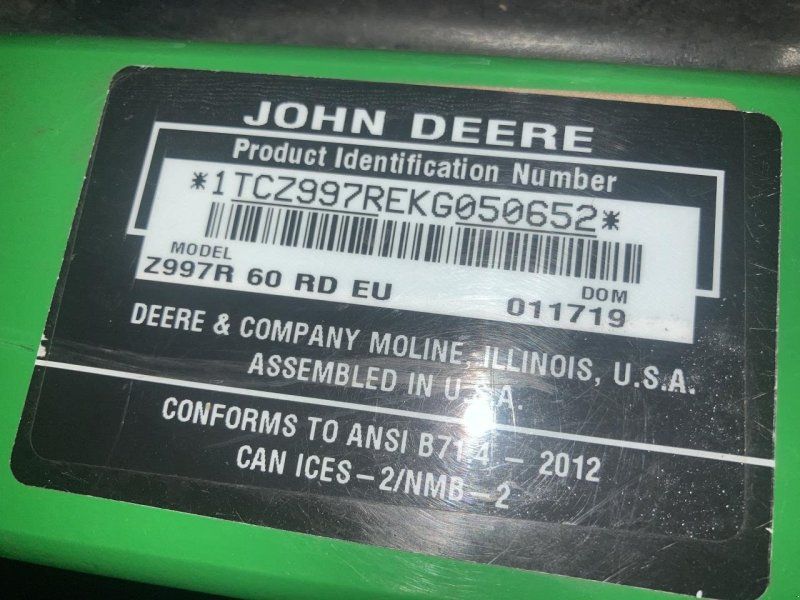 JOHN DEERE
Product Identification Number
*1TCZ997REKG050652*
MODEL
DOM
Z997R 60 RD EU
011719
DEERE & COMPANY MOLINE, ILLINOIS, U.S.A.
ASSEMBLED IN U.S.A.
CONFORMS TO ANSI B71.4 – 2012
CAN ICES–2/NMB–2